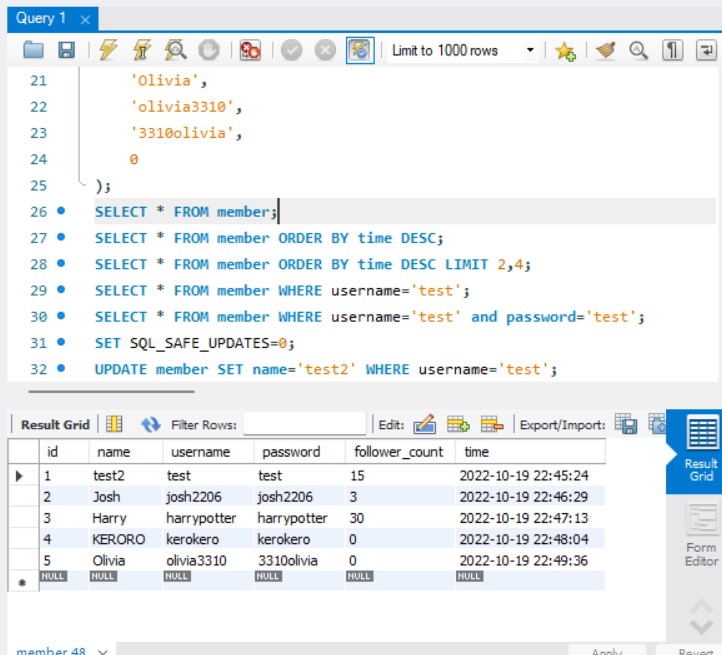 Query 1
Limit to 1000 rows
21 'Olivia',
22 'olivia3310',
23 '3310olivia',
24 0
25 );
26 SELECT * FROM member;
27 SELECT * FROM member ORDER BY time DESC;
28 SELECT * FROM member ORDER BY time DESC LIMIT 2,4;
29 SELECT * FROM member WHERE username='test';
30 SELECT * FROM member WHERE username='test' and password='test';
31 SET SQL_SAFE_UPDATES=0;
32 UPDATE member SET name='test2' WHERE username='test';
Result Grid Filter Rows: Edit: Export/Import:
id name username password follower_count time
1 test2 test test 15 2022-10-19 22:45:24
2 Josh josh2206 josh2206 3 2022-10-19 22:46:29
3 Harry harrypotter harrypotter 30 2022-10-19 22:47:13
4 KERORO kerokero kerokero 0 2022-10-19 22:48:04
5 Olivia olivia3310 3310olivia 0 2022-10-19 22:49:36
NULL NULL NULL NULL NULL NULL
Result
Grid
Form
Editor
member 48 Apply Revert